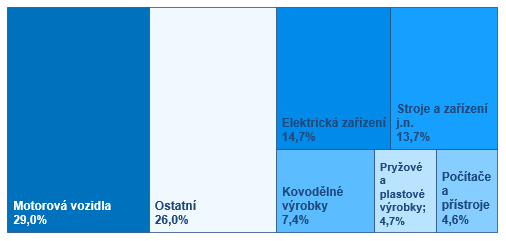 Motorová vozidla
29,0%
Ostatní
26,0%
Elektrická zařízení
14,7%
Stroje a zařízení
j.n.
13,7%
Kovodělné
výrobky
7,4%
Pryžové
a
plastové
výrobky;
4,7%
Počítače
a
přístroje
4,6%